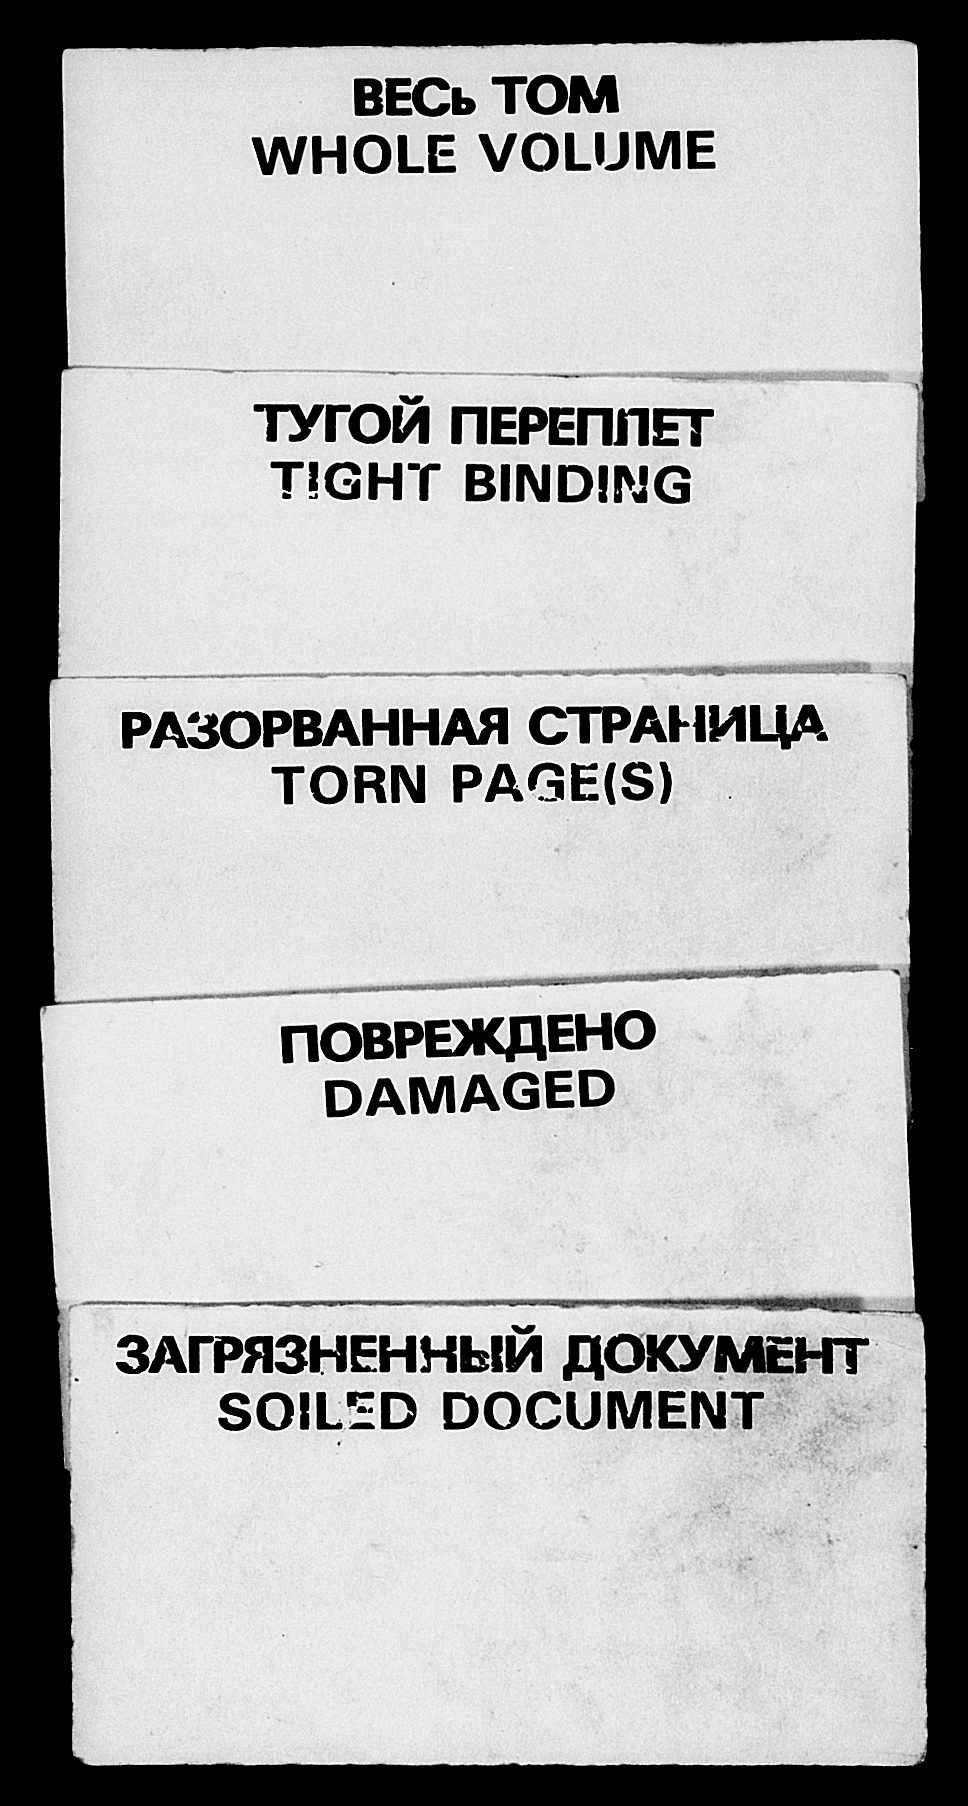 ВЕСЬ ТОМ
WHOLE VOLUME
ТУГОЙ ПЕРЕПЛЕТ
TIGHT BINDING
РАЗОРВАННАЯ СТРАНИЦА
TORN PAGE(S)
ПОВРЕЖДЕНО
DAMAGED
ЗАГРЯЗНЕННЫЙ ДОКУМЕНТ
SOILED DOCUMENT